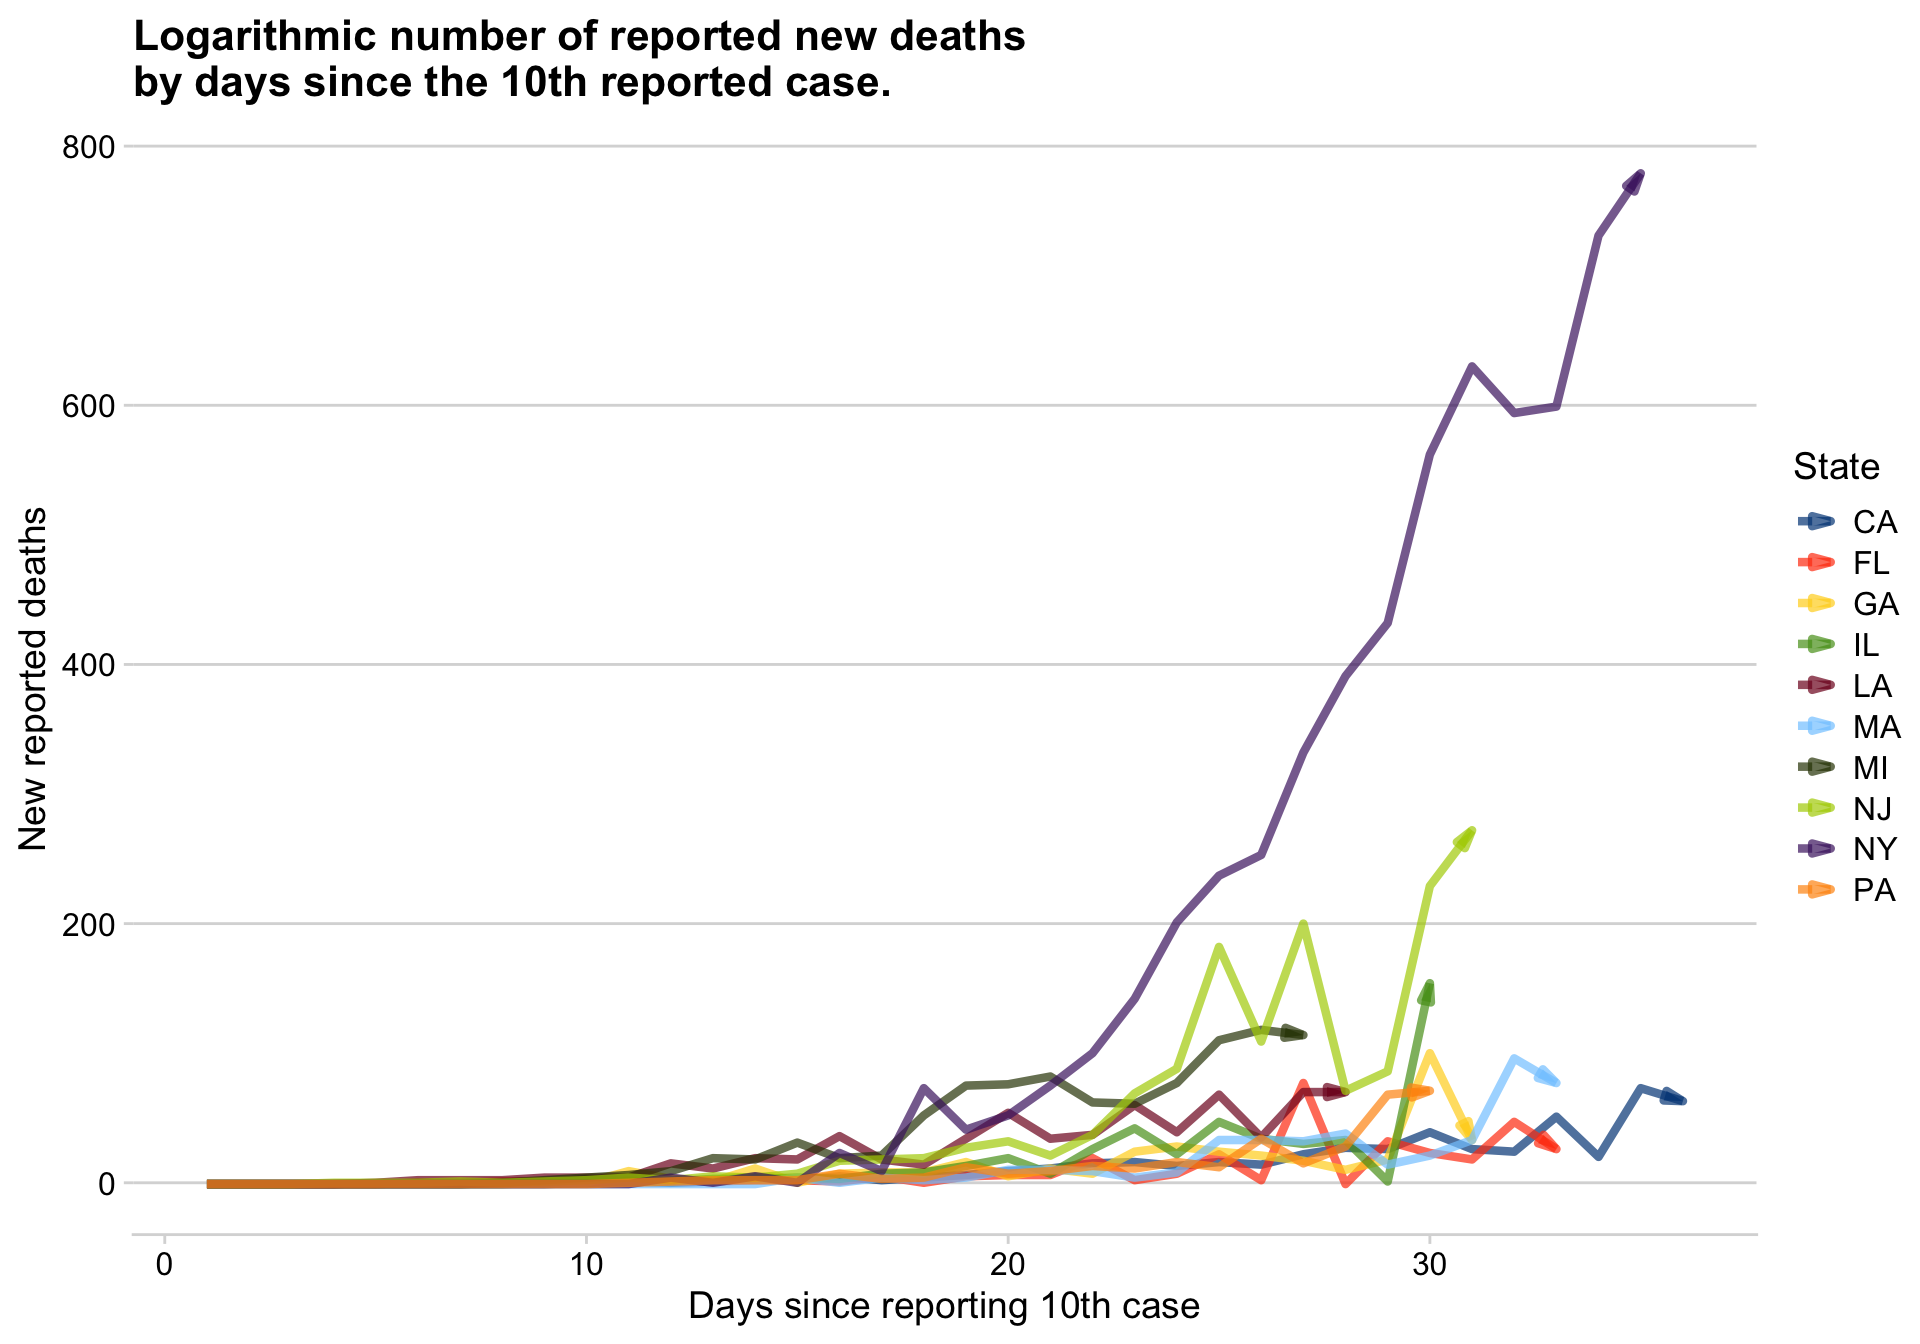 Logarithmic number of reported new deaths
by days since the 10th reported case.
800
600
400
200
0
New reported deaths
0
10
20
30
Days since reporting 10th case
State
CA
FL
GA
IL
LA
MA
MI
NJ
NY
PA